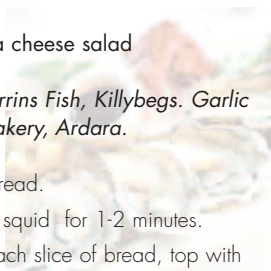 a cheese salad
rrins Fish, Killybegs. Garlic
akery, Ardara.
read.
squid for 1-2 minutes.
ach slice of bread, top with